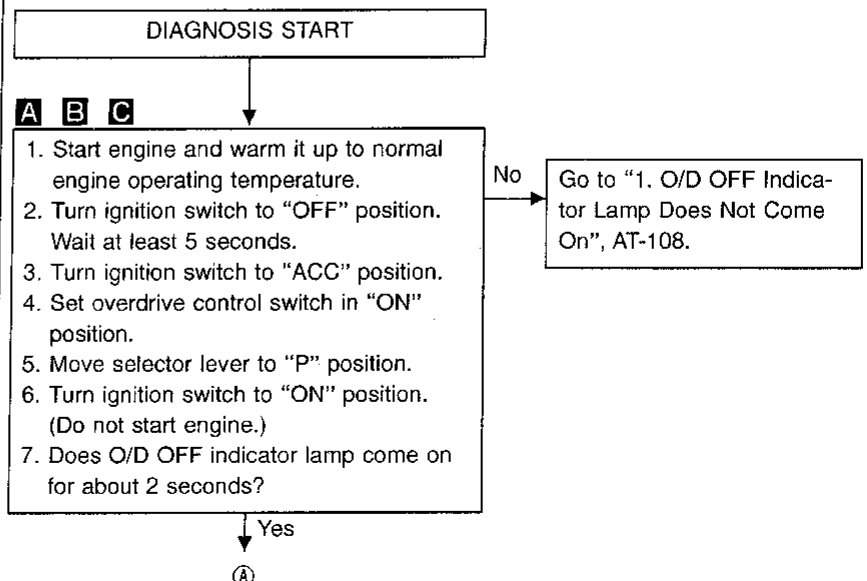 DIAGNOSIS START
A B C
1. Start engine and warm it up to normal
engine operating temperature.
2. Turn ignition switch to "OFF" position.
Wait at least 5 seconds.
3. Turn ignition switch to "ACC" position.
4. Set overdrive control switch in "ON"
position.
5. Move selector lever to "P" position.
6. Turn ignition switch to "ON" position.
(Do not start engine.)
7. Does O/D OFF indicator lamp come on
for about 2 seconds?
No
Go to "1. O/D OFF Indica-
tor Lamp Does Not Come
On", AT-108.
Yes
Ⓐ